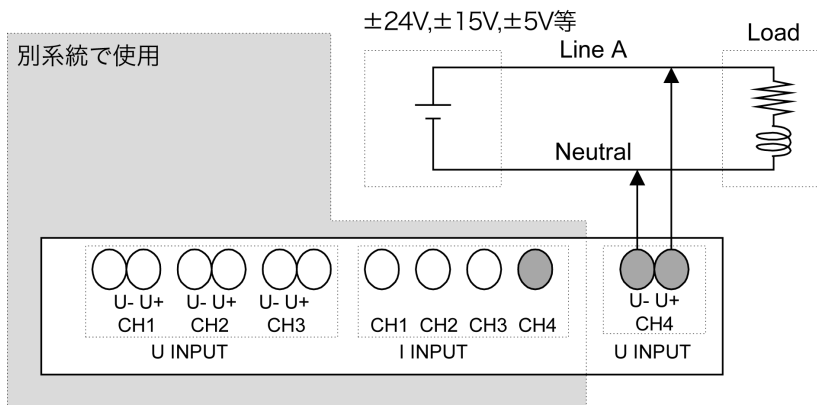 ±24V,±15V,±5V等
別系統で使用
Line A
Load
Neutral
U- U+ U- U+ U- U+ U- U+
CH1 CH2 CH3 CH1 CH2 CH3 CH4 CH4
U INPUT I INPUT U INPUT